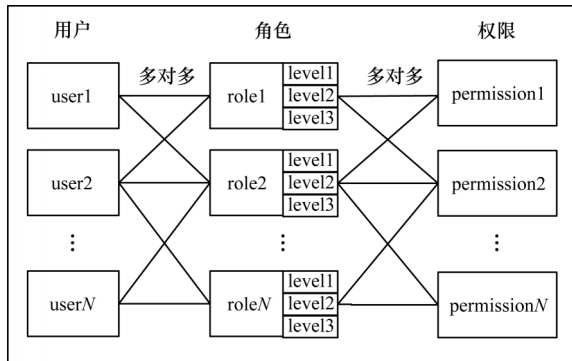 用户 角色 权限
多对多 多对多
user1 role1 level1 level2 level3 permission1
user2 role2 level1 level2 level3 permission2
⋮ ⋮ ⋮
userN roleN level1 level2 level3 permissionN